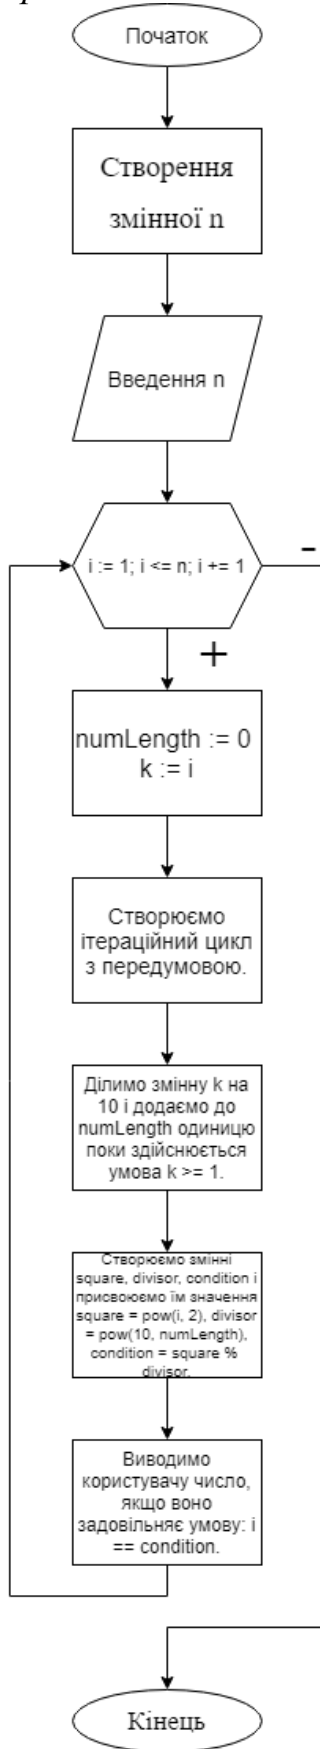 Початок
Створення
змінної n
Введення n
i := 1; i <= n; i += 1
-
+
numLength := 0
k := i
Створюємо
ітераційний цикл
з передумовою.
Ділимо змінну k на
10 і додаємо до
numLength одиницю
поки здійснюється
умова k >= 1.
Створюємо змінні
square, divisor, condition і
присвоюємо їм значення
square = pow(i, 2), divisor
= pow(10, numLength),
condition = square %
divisor.
Виводимо
користувачу число,
якщо воно
задовільняє умову: i
== condition.
Кінець